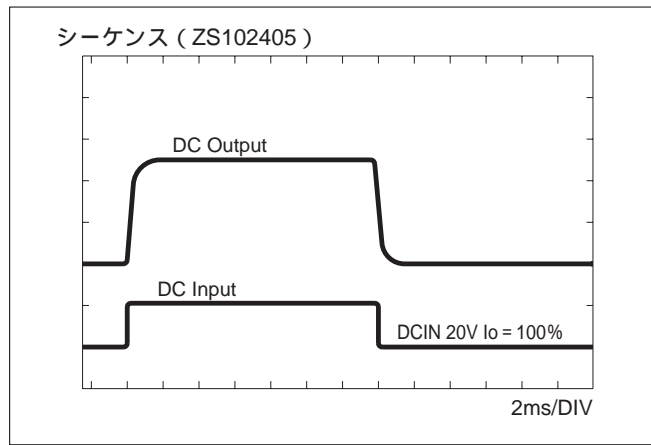 シーケンス（ZS102405）
DC Output
DC Input
DCIN 20V Io = 100%
2ms/DIV